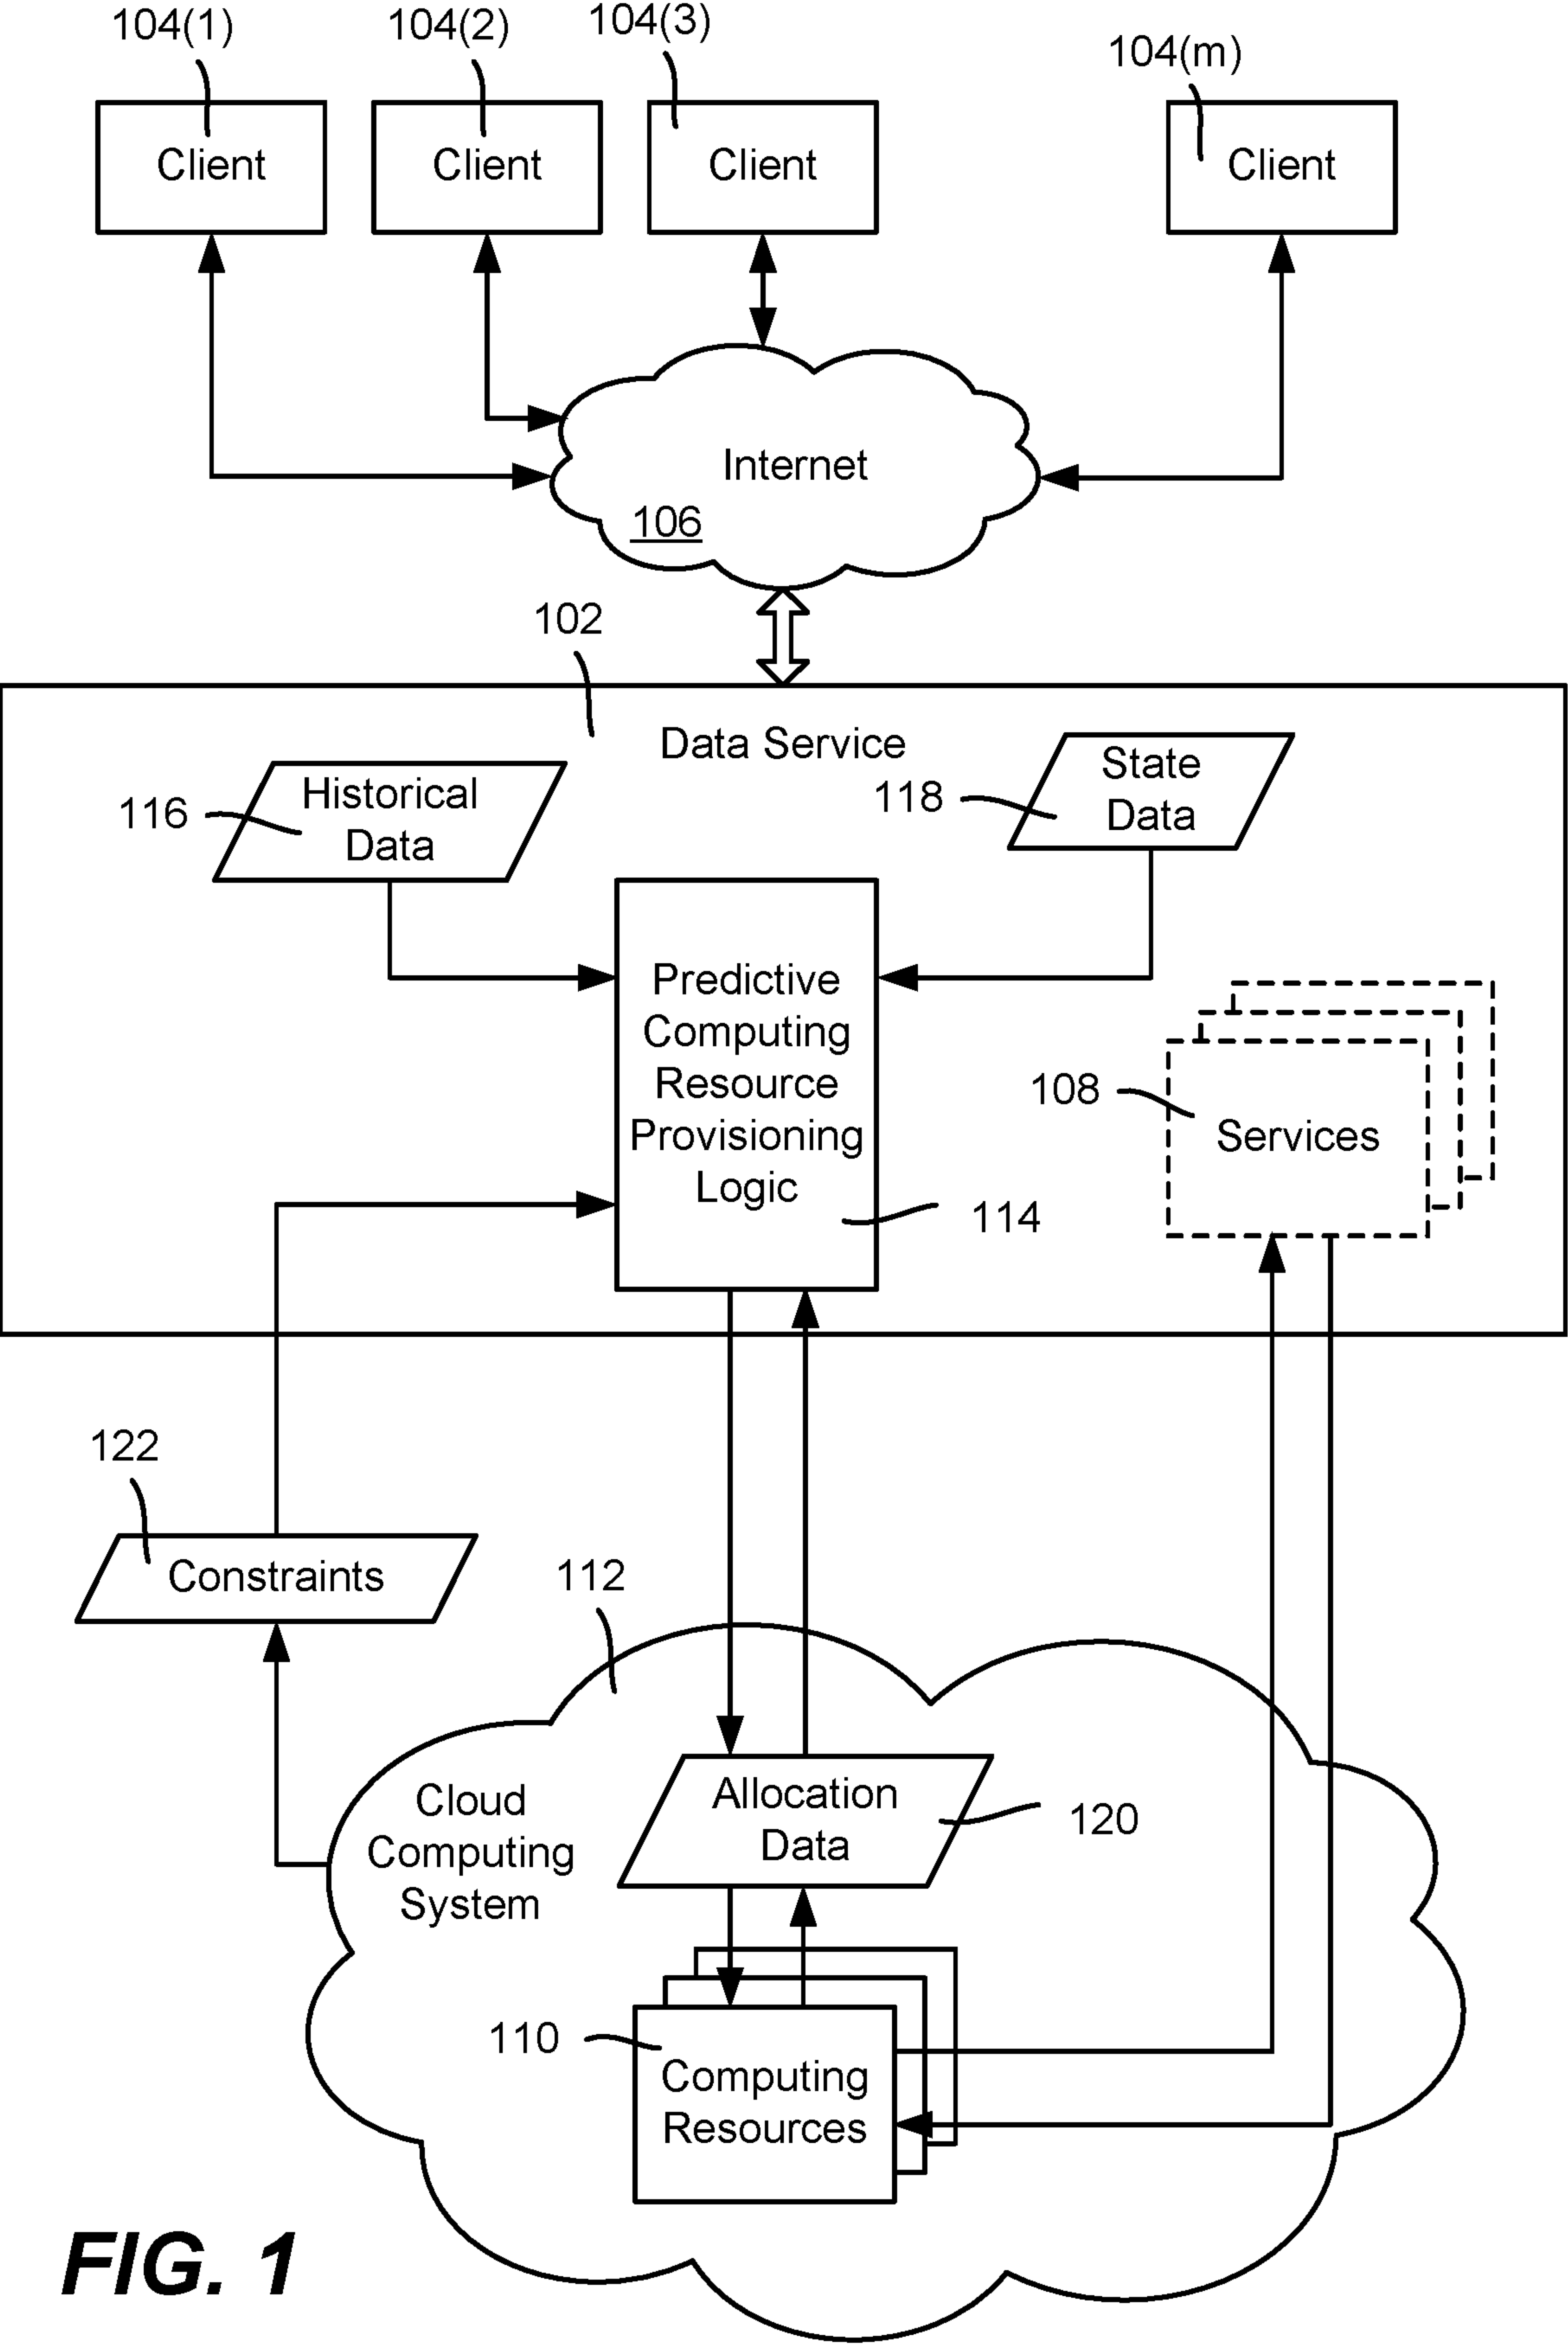 104(1)
104(2)
104(3)
104(m)
Client
Client
Client
Client
Internet
106
102
Data Service
116
Historical
Data
118
State
Data
Predictive
Computing
Resource
Provisioning
Logic
114
108
Services
122
Constraints
112
Cloud
Computing
System
Allocation
Data
120
110
Computing
Resources
FIG. 1